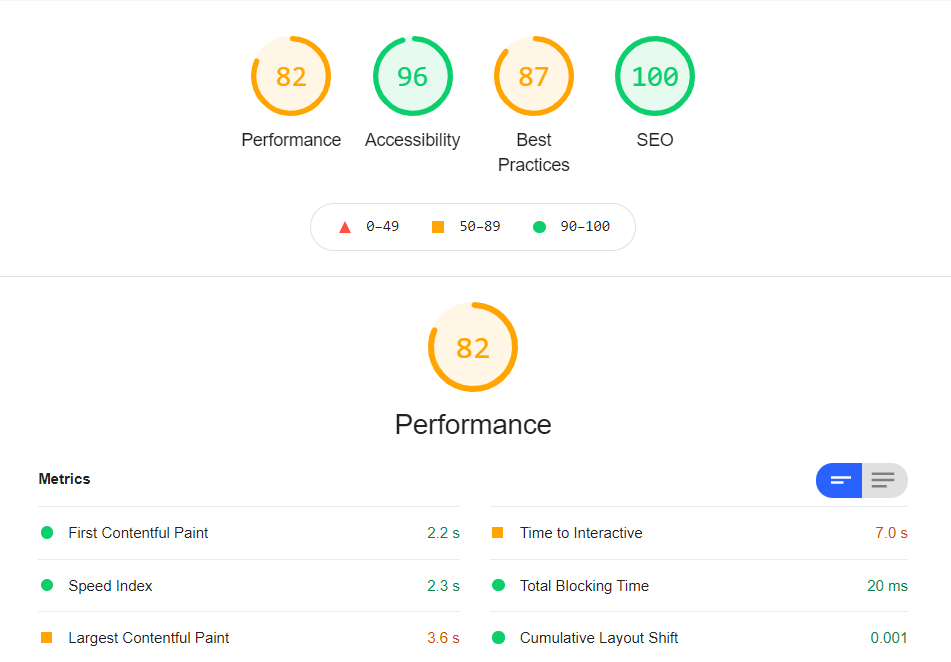 82 96 87 100
Performance Accessibility Best Practices SEO
0–49 50–89 90–100
82
Performance
Metrics
First Contentful Paint 2.2 s
Time to Interactive 7.0 s
Speed Index 2.3 s
Total Blocking Time 20 ms
Largest Contentful Paint 3.6 s
Cumulative Layout Shift 0.001